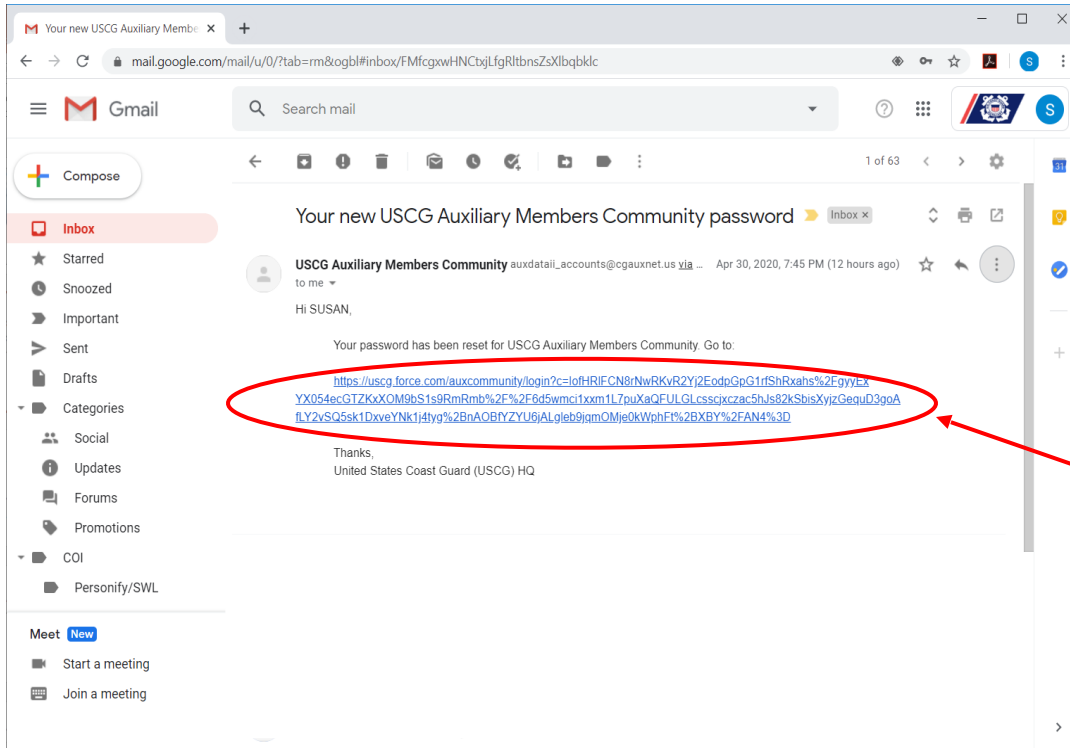 Your new USCG Auxiliary Membe
mail.google.com/mail/u/0/?tab=rm&ogbl#inbox/FMfcgxwHNCtxjLfgRltbnsZsXlbqbklc
S
Gmail
Search mail
S
Compose
1 of 63
31
Your new USCG Auxiliary Members Community password
Inbox ×
Inbox
USCG Auxiliary Members Community auxdataii_accounts@cgauxnet.us via ... Apr 30, 2020, 7:45 PM (12 hours ago)
to me
Starred
Snoozed
Important
Sent
Drafts
Categories
Social
Updates
Forums
Promotions
COI
Personify/SWL
Hi SUSAN,
Your password has been reset for USCG Auxiliary Members Community. Go to:
https://uscg.force.com/auxcommunity/login?c=IofHRIFCN8rNwRKvR2Yj2EodpGpG1rfShRxahs%2FgyyEx
YX054ecGTZKxXOM9bS1s9RmRmb%2F%2F6d5wmci1xxm1L7puXaQFULGLcsscjxczac5hJs82kSbisXyjzGequD3goA
fLY2vSQ5sk1DxveYNk1j4tyg%2BnAOBfYZYU6jALgleb9jqmOMje0kWphFt%2BXBY%2FAN4%3D
Thanks,
United States Coast Guard (USCG) HQ
Meet New
Start a meeting
Join a meeting